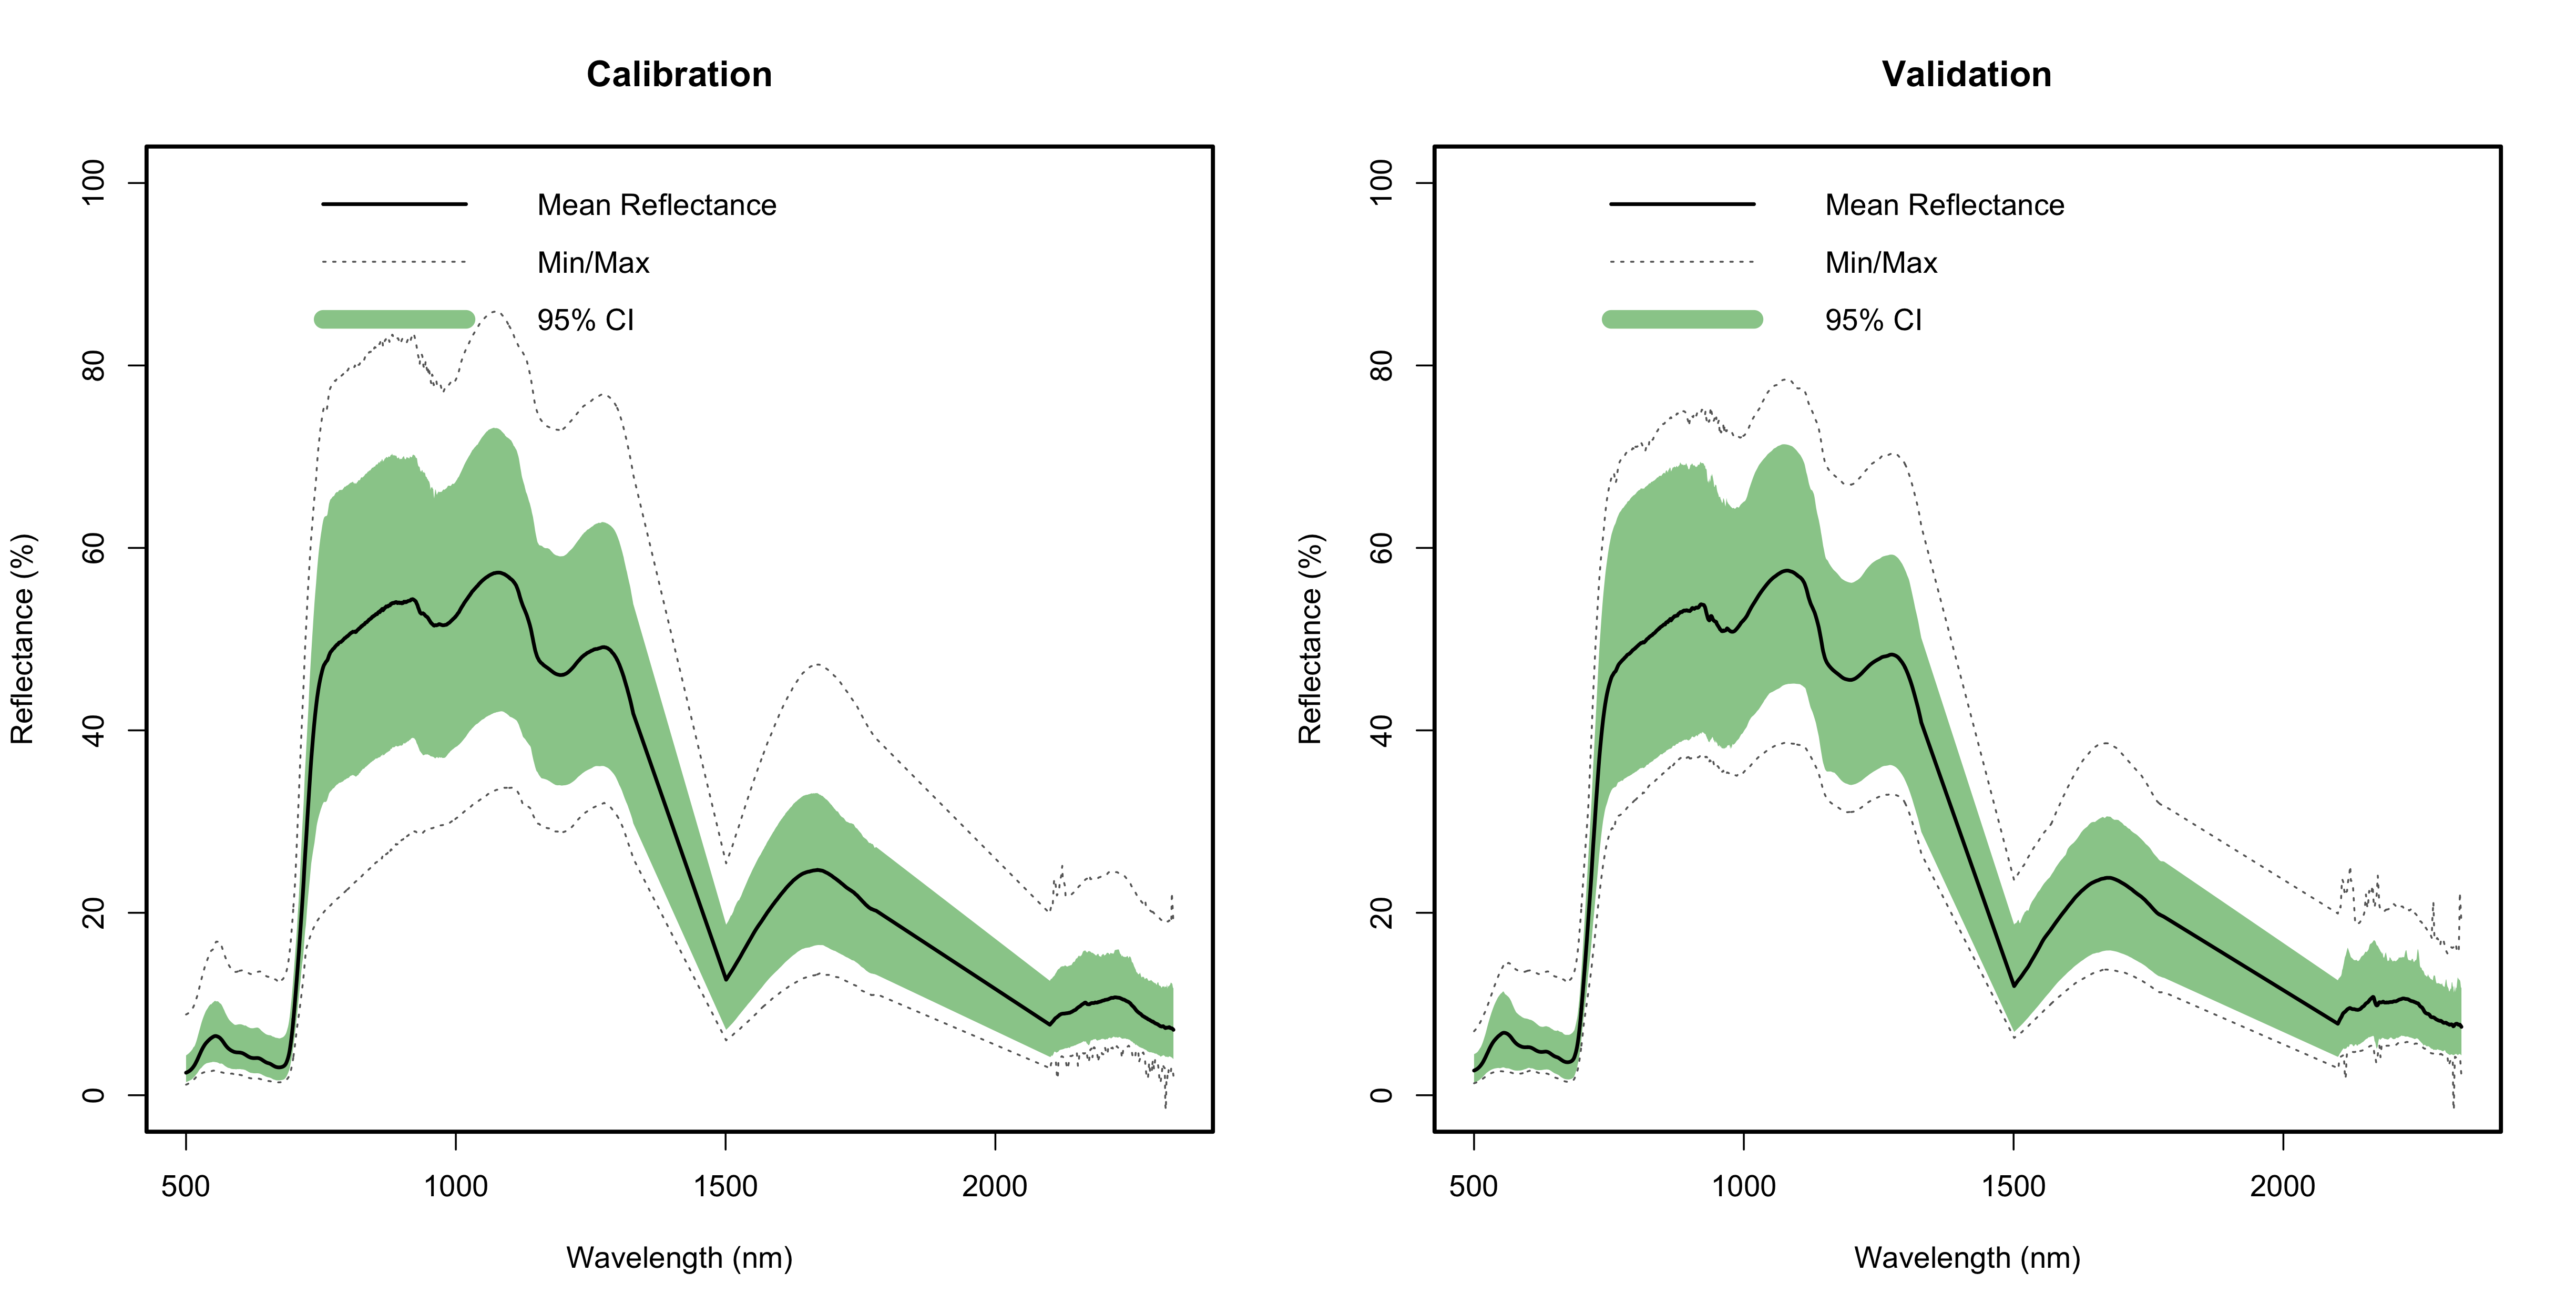 Calibration
Reflectance (%)
100
80
60
40
20
0
Mean Reflectance
Min/Max
95% CI
500 1000 1500 2000
Wavelength (nm)
Validation
Reflectance (%)
100
80
60
40
20
0
Mean Reflectance
Min/Max
95% CI
500 1000 1500 2000
Wavelength (nm)